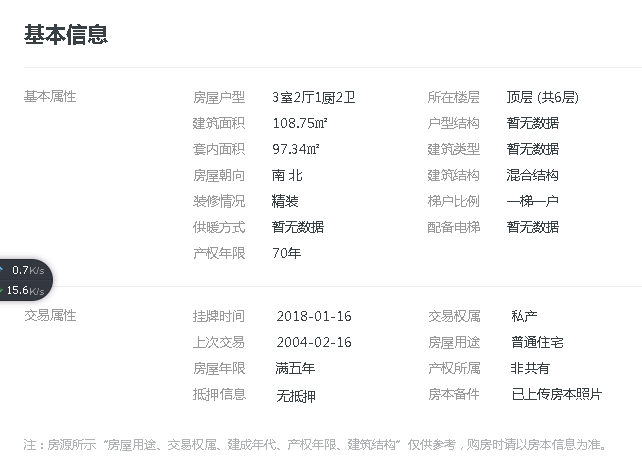 基本信息
基本属性 房屋户型 3室2厅1厨2卫 所在楼层 顶层 (共6层)
建筑面积 108.75㎡ 户型结构 暂无数据
套内面积 97.34㎡ 建筑类型 暂无数据
房屋朝向 南 北 建筑结构 混合结构
装修情况 精装 梯户比例 一梯一户
供暖方式 暂无数据 配备电梯 暂无数据
产权年限 70年
0.7K/s
15.6K/s
交易属性 挂牌时间 2018-01-16 交易权属 私产
上次交易 2004-02-16 房屋用途 普通住宅
房屋年限 满五年 产权所属 非共有
抵押信息 无抵押 房本备件 已上传房本照片
注：房源所示“房屋用途、交易权属、建成年代、产权年限、建筑结构”仅供参考，购房时请以房本信息为准。